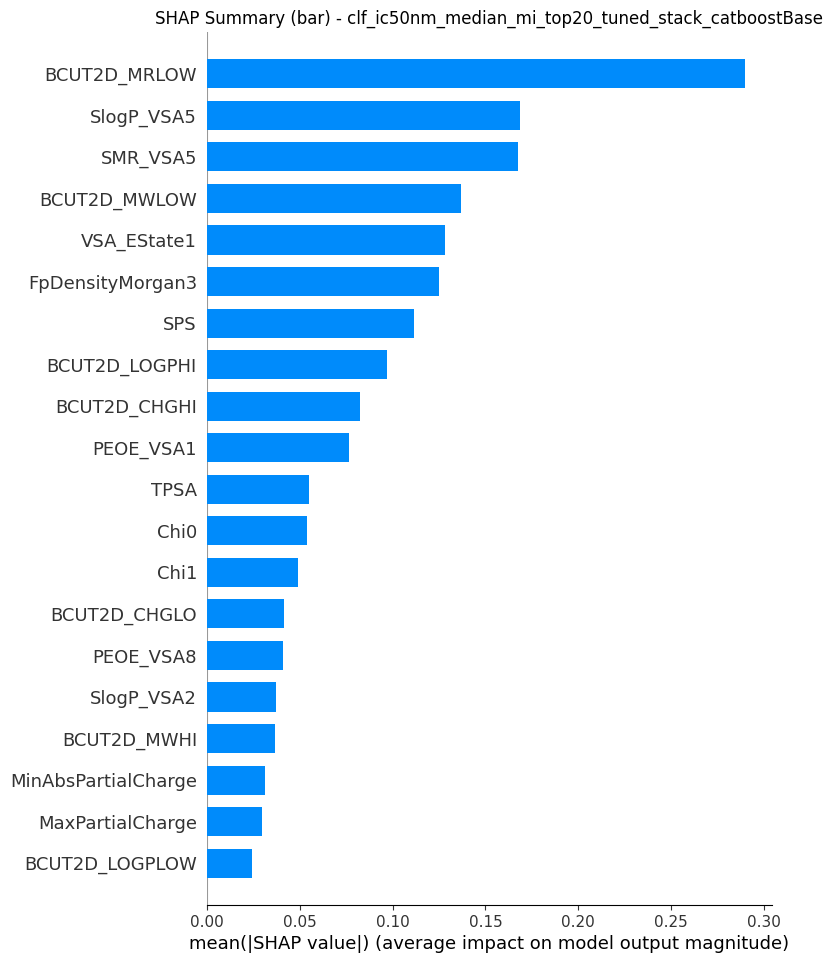 SHAP Summary (bar) - clf_ic50nm_median_mi_top20_tuned_stack_catboostBase
BCUT2D_MRLOW
SlogP_VSA5
SMR_VSA5
BCUT2D_MWLOW
VSA_EState1
FpDensityMorgan3
SPS
BCUT2D_LOGPHI
BCUT2D_CHGHI
PEOE_VSA1
TPSA
Chi0
Chi1
BCUT2D_CHGLO
PEOE_VSA8
SlogP_VSA2
BCUT2D_MWHI
MinAbsPartialCharge
MaxPartialCharge
BCUT2D_LOGPLOW
0.00 0.05 0.10 0.15 0.20 0.25 0.30
mean(|SHAP value|) (average impact on model output magnitude)